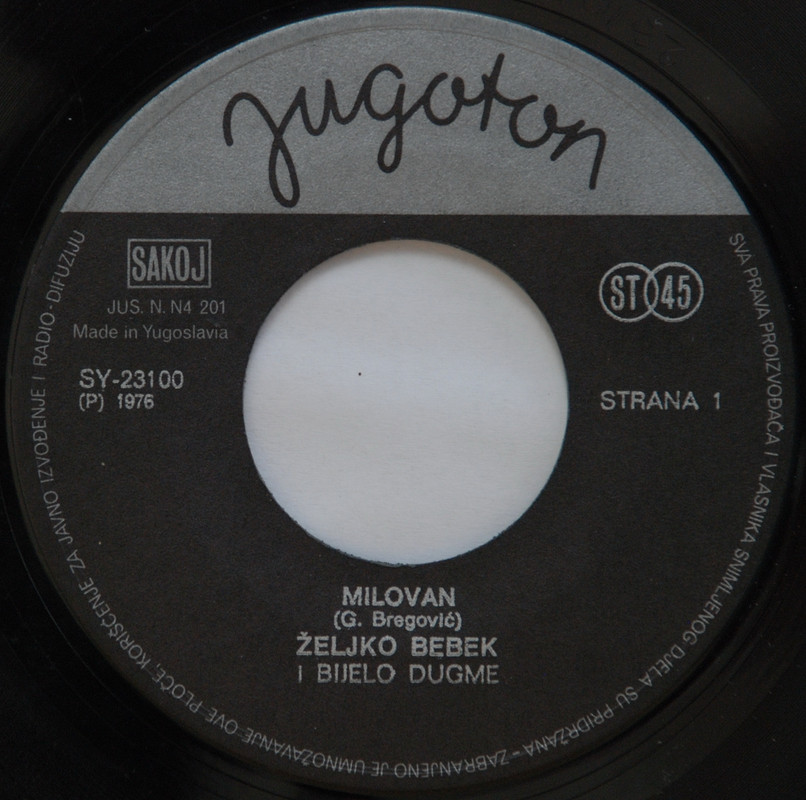 jugoton
SAKOJ
JUS. N. N4 201
Made in Yugoslavia
SY-23100
(P) 1976
ST 45
STRANA 1
MILOVAN
(G. Bregović)
ŽELJKO BEBEK
I BIJELO DUGME
SVA PRAVA PROIZVOĐAČA I VLASNIKA SNIMLJENOG DJELA SU PRIDRŽANA - ZABRANJENO JE UMNOŽAVANJE OVE PLOČE, KORIŠĆENJE ZA JAVNO IZVOĐENJE I RADIO-DIFUZIJU